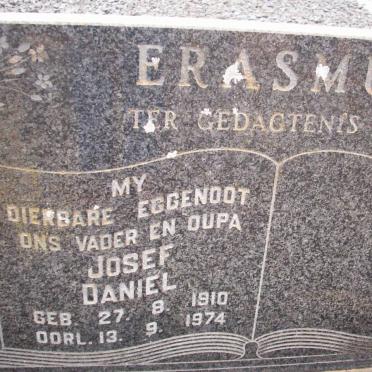 ERASMU
TER GEDAGTENIS
MY
DIERBARE EGGENOOT
ONS VADER EN OUPA
JOSEF
DANIËL
GEB. 27. 8. 1910
OORL. 13. 9. 1974